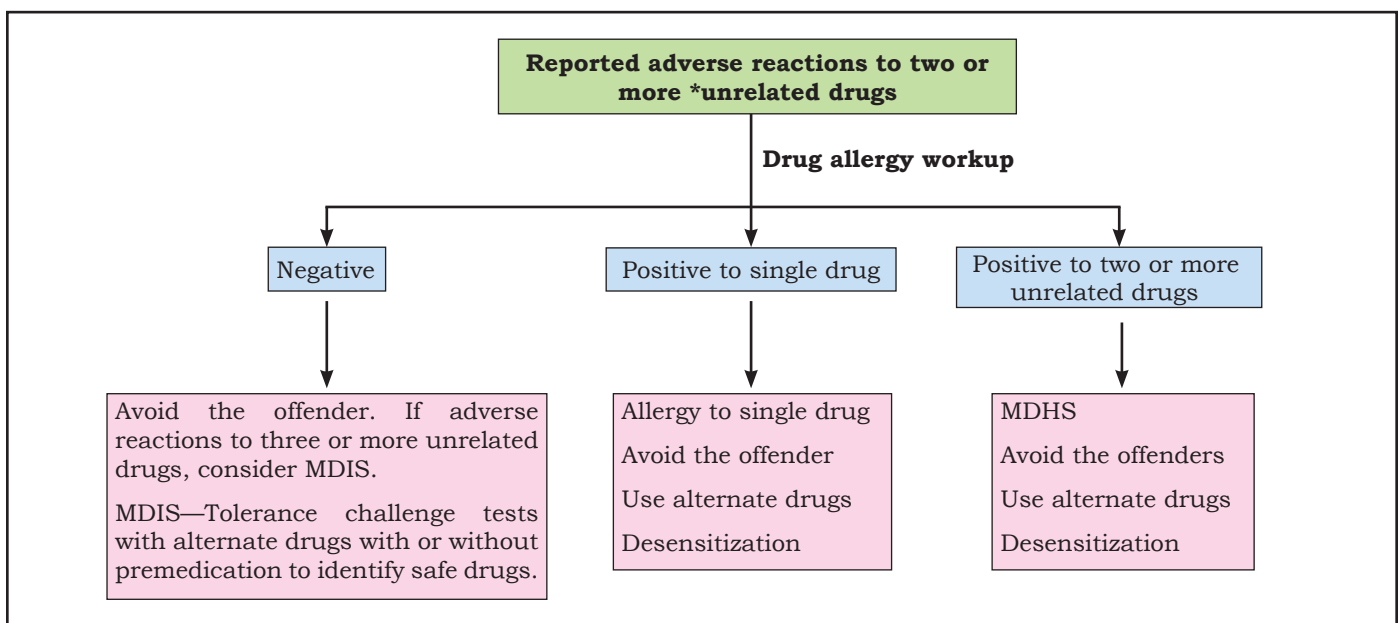 Reported adverse reactions to two or
more *unrelated drugs
Drug allergy workup
Negative
Positive to single drug
Positive to two or more
unrelated drugs
Avoid the offender. If adverse
reactions to three or more unrelated
drugs, consider MDIS.
MDIS—Tolerance challenge tests
with alternate drugs with or without
premedication to identify safe drugs.
Allergy to single drug
Avoid the offender
Use alternate drugs
Desensitization
MDHS
Avoid the offenders
Use alternate drugs
Desensitization